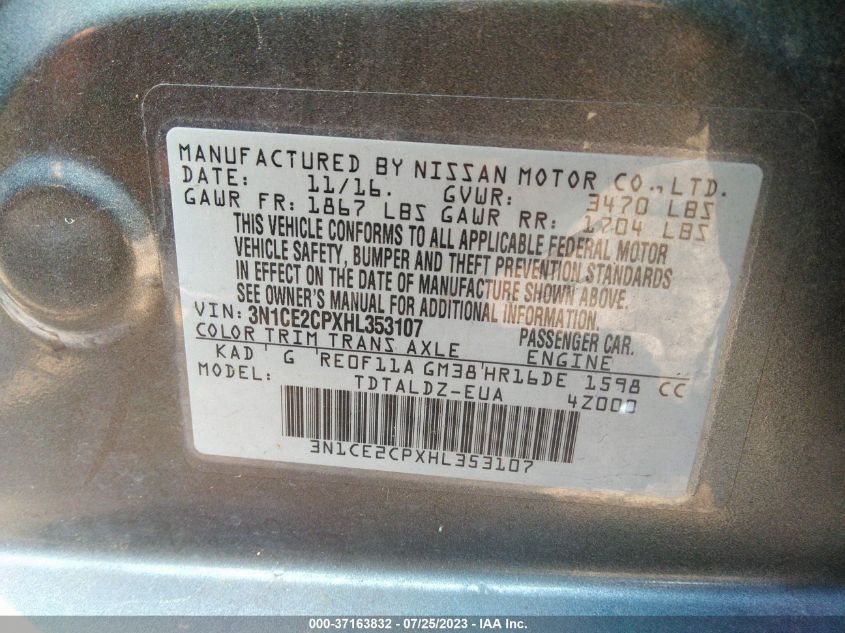 MANUFACTURED BY NISSAN MOTOR CO.,LTD.
DATE: 11/16. GVWR: 3470 LBS
GAWR FR: 1867 LBS GAWR RR: 1704 LBS
THIS VEHICLE CONFORMS TO ALL APPLICABLE FEDERAL MOTOR
VEHICLE SAFETY, BUMPER AND THEFT PREVENTION STANDARDS
IN EFFECT ON THE DATE OF MANUFACTURE SHOWN ABOVE.
SEE OWNER'S MANUAL FOR ADDITIONAL INFORMATION.
VIN: 3N1CE2CPXHL353107 PASSENGER CAR.
COLOR TRIM TRANS AXLE ENGINE
KAD G RE0F11A GM38 HR16DE 1598 CC
MODEL: TDTALDZ-EUA 4Z000
3N1CE2CPXHL353107
000-37163832 - 07/25/2023 - IAA Inc.